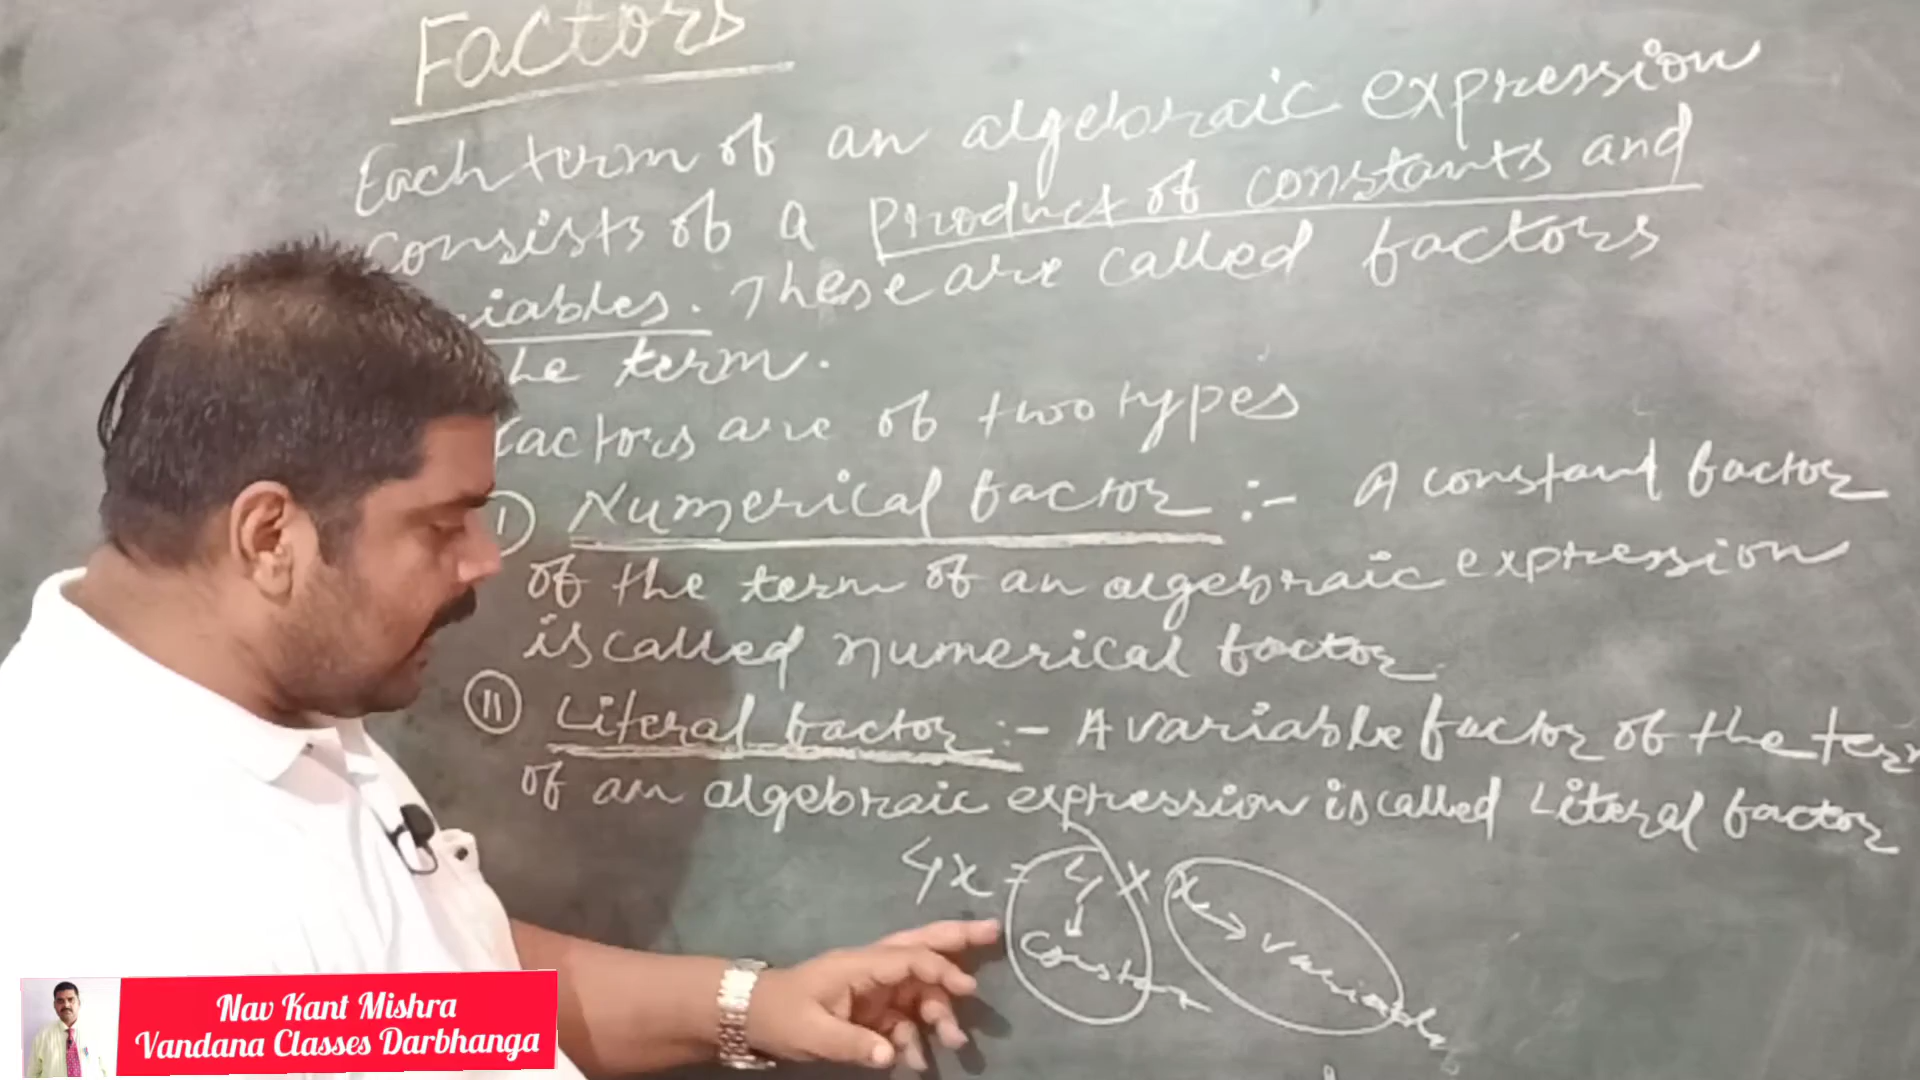 Factors
Each term of an algebraic expression
consists of a product of constants and
iables. These are called factors
he term.
actors are of two types
I Numerical factor :- A constant factor
of the term of an algebraic expression
is called numerical factor
II Literal factor :- A variable factor of the term
of an algebraic expression is called Literal factor
4x = 4 × x
Constant
Variable
Nav Kant Mishra
Vandana Classes Darbhanga